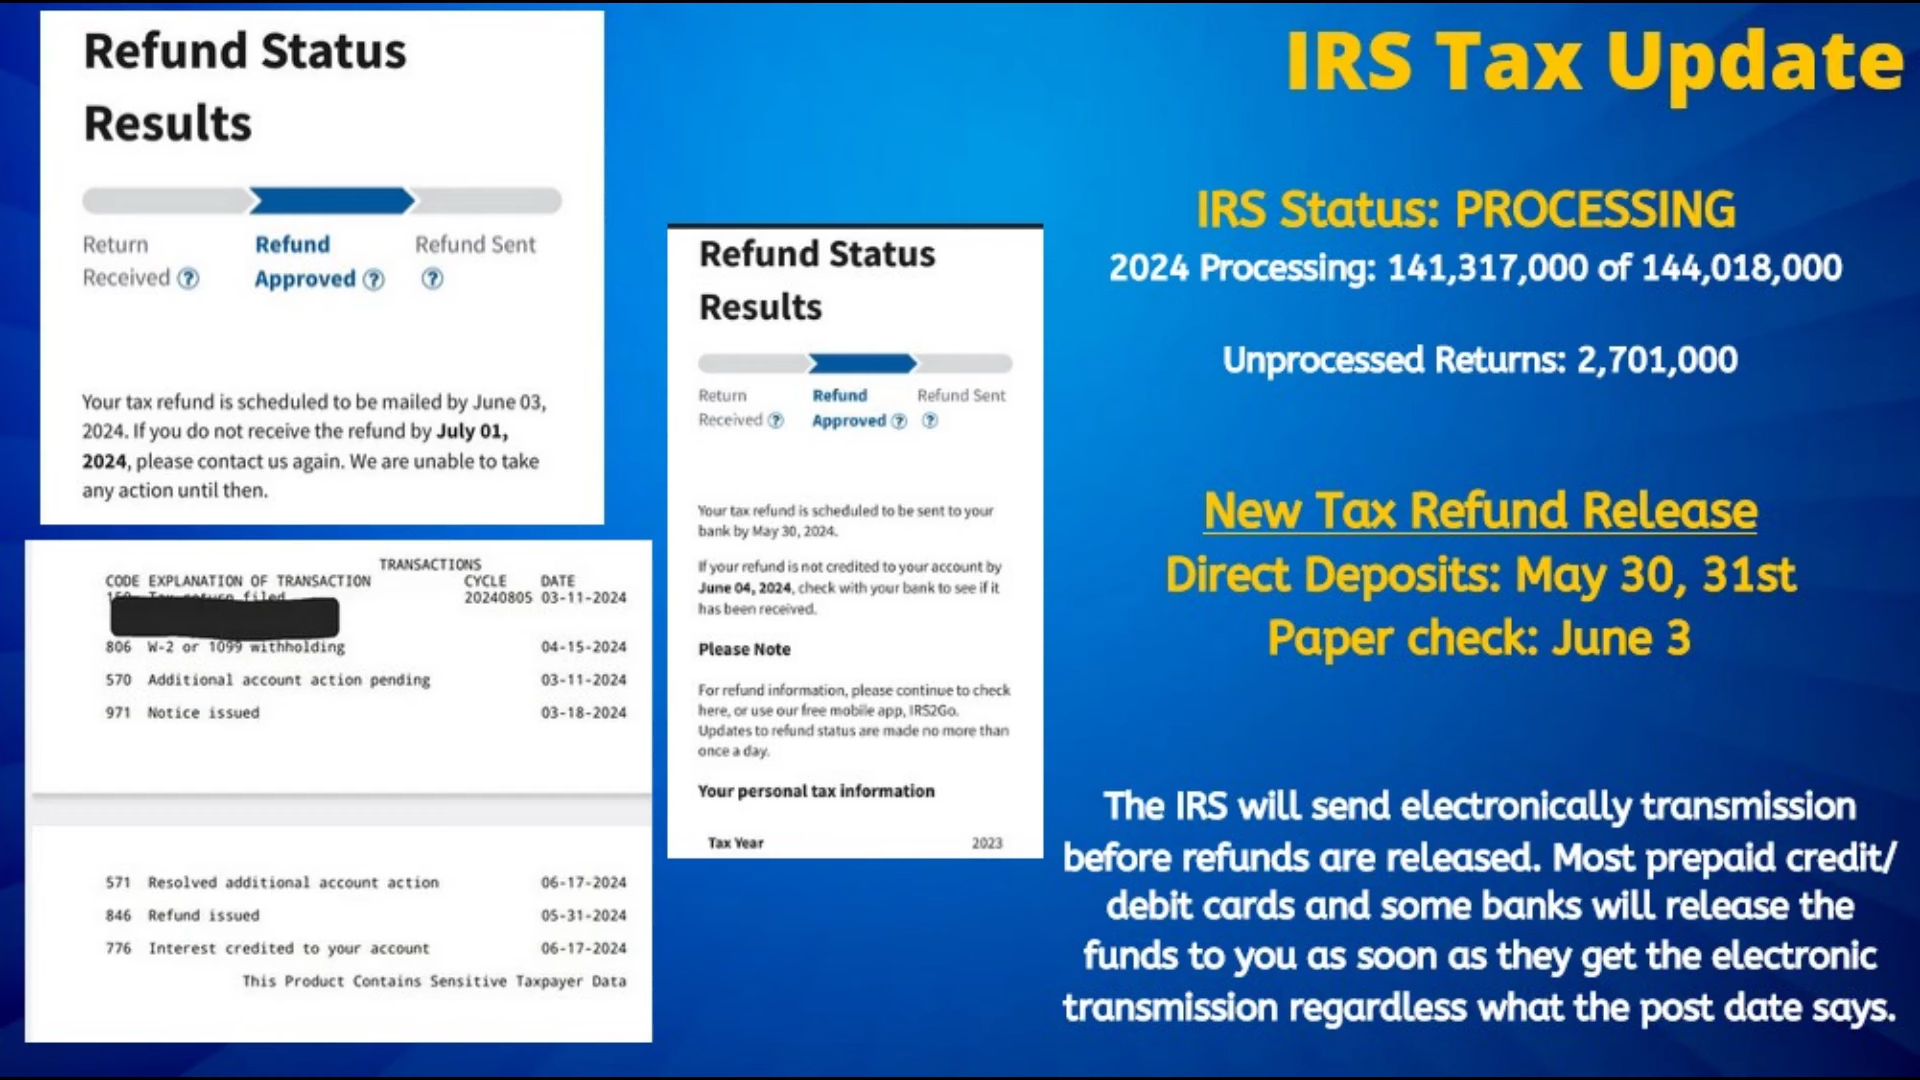 Refund Status
Results
Return
Received ?
Refund
Approved ?
Refund Sent
?
Your tax refund is scheduled to be mailed by June 03,
2024. If you do not receive the refund by July 01,
2024, please contact us again. We are unable to take
any action until then.
TRANSACTIONS
CODE EXPLANATION OF TRANSACTION CYCLE DATE
150 Tax return filed 20240805 03-11-2024
806 W-2 or 1099 withholding 04-15-2024
570 Additional account action pending 03-11-2024
971 Notice issued 03-18-2024
571 Resolved additional account action 06-17-2024
846 Refund issued 05-31-2024
776 Interest credited to your account 06-17-2024
This Product Contains Sensitive Taxpayer Data
Refund Status
Results
Return
Received ?
Refund
Approved ?
Refund Sent
?
Your tax refund is scheduled to be sent to your
bank by May 30, 2024.
If your refund is not credited to your account by
June 04, 2024, check with your bank to see if it
has been received.
Please Note
For refund information, please continue to check
here, or use our free mobile app, IRS2Go.
Updates to refund status are made no more than
once a day.
Your personal tax information
Tax Year 2023
IRS Tax Update
IRS Status: PROCESSING
2024 Processing: 141,317,000 of 144,018,000
Unprocessed Returns: 2,701,000
New Tax Refund Release
Direct Deposits: May 30, 31st
Paper check: June 3
The IRS will send electronically transmission
before refunds are released. Most prepaid credit/
debit cards and some banks will release the
funds to you as soon as they get the electronic
transmission regardless what the post date says.